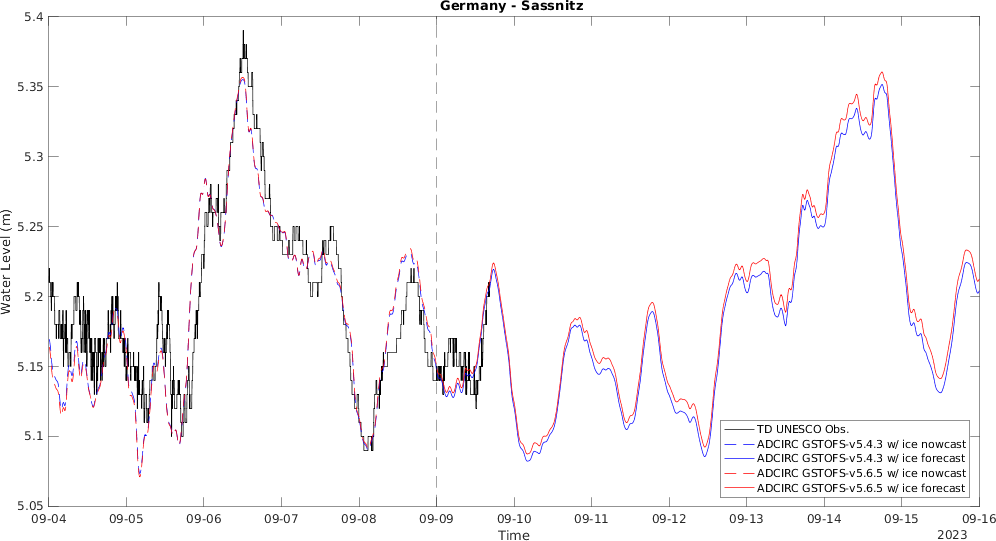 Germany - Sassnitz
5.4
5.35
5.3
5.25
5.2
5.15
5.1
5.05
Water Level (m)
09-04
09-05
09-06
09-07
09-08
09-09
09-10
09-11
09-12
09-13
09-14
09-15
09-16
Time
2023
TD UNESCO Obs.
ADCIRC GSTOFS-v5.4.3 w/ ice nowcast
ADCIRC GSTOFS-v5.4.3 w/ ice forecast
ADCIRC GSTOFS-v5.6.5 w/ ice nowcast
ADCIRC GSTOFS-v5.6.5 w/ ice forecast